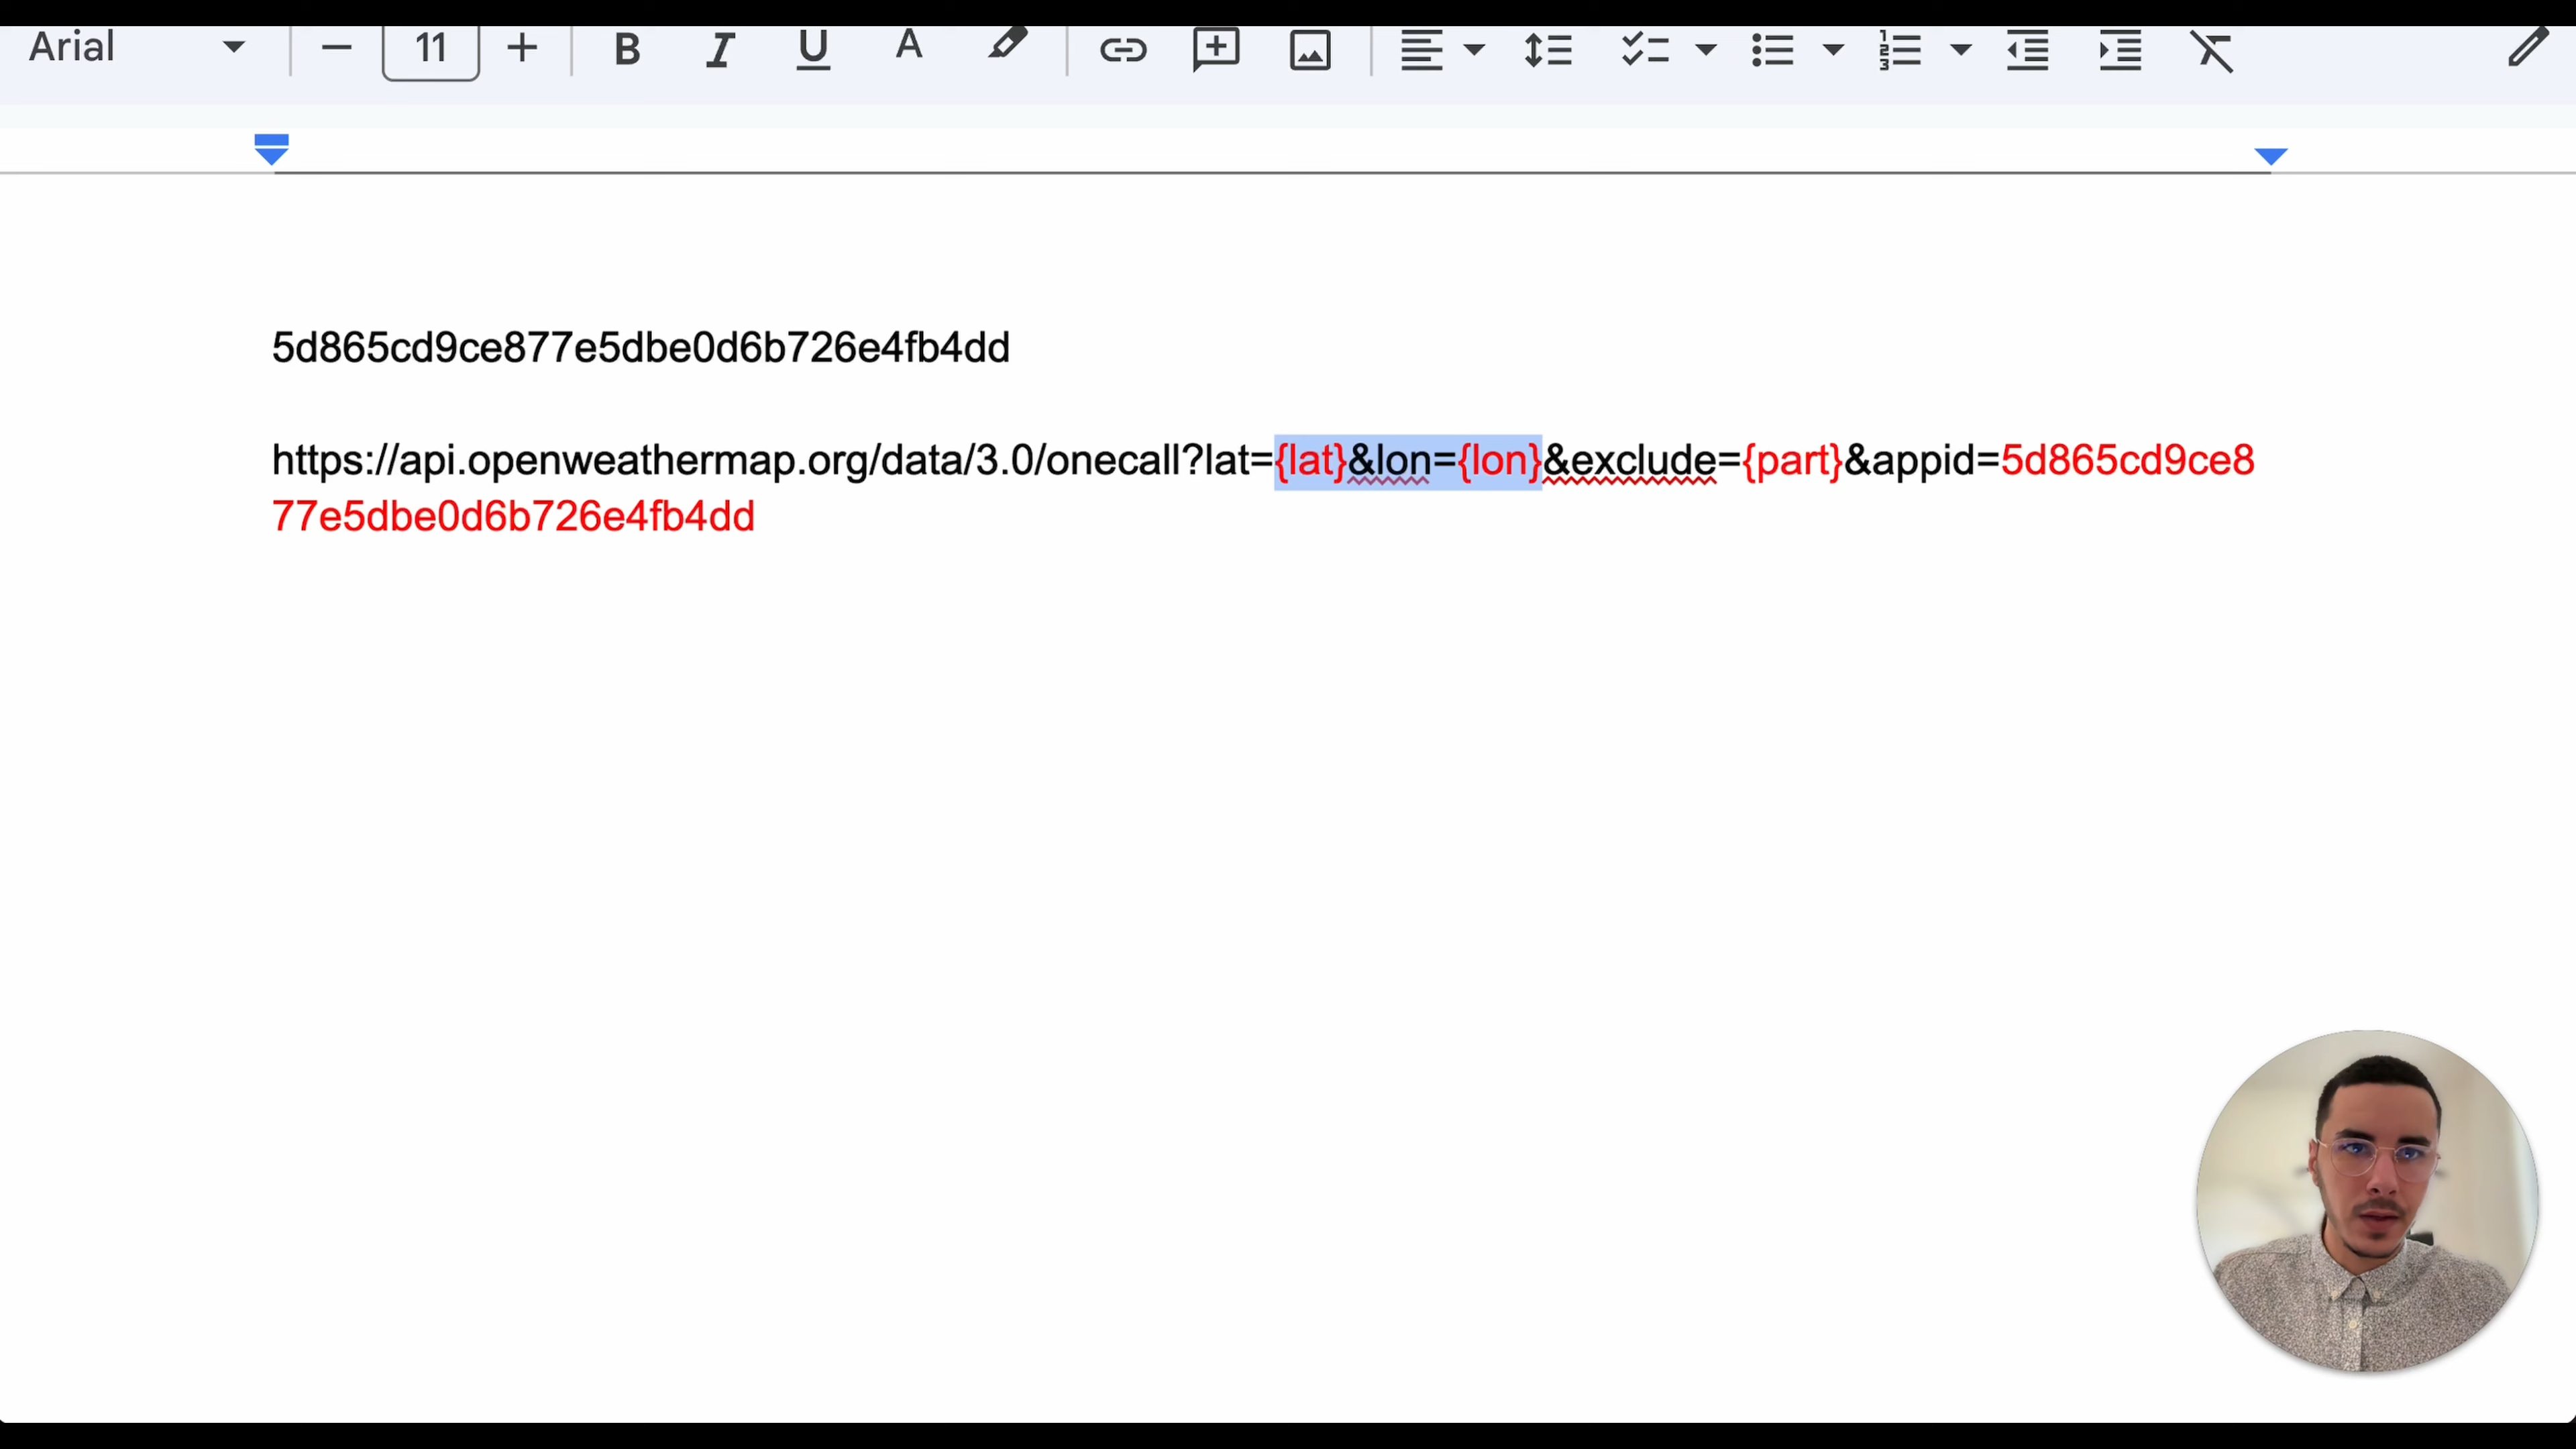 Arial
11
B I U A
5d865cd9ce877e5dbe0d6b726e4fb4dd
https://api.openweathermap.org/data/3.0/onecall?lat={lat}&lon={lon}&exclude={part}&appid=5d865cd9ce8
77e5dbe0d6b726e4fb4dd